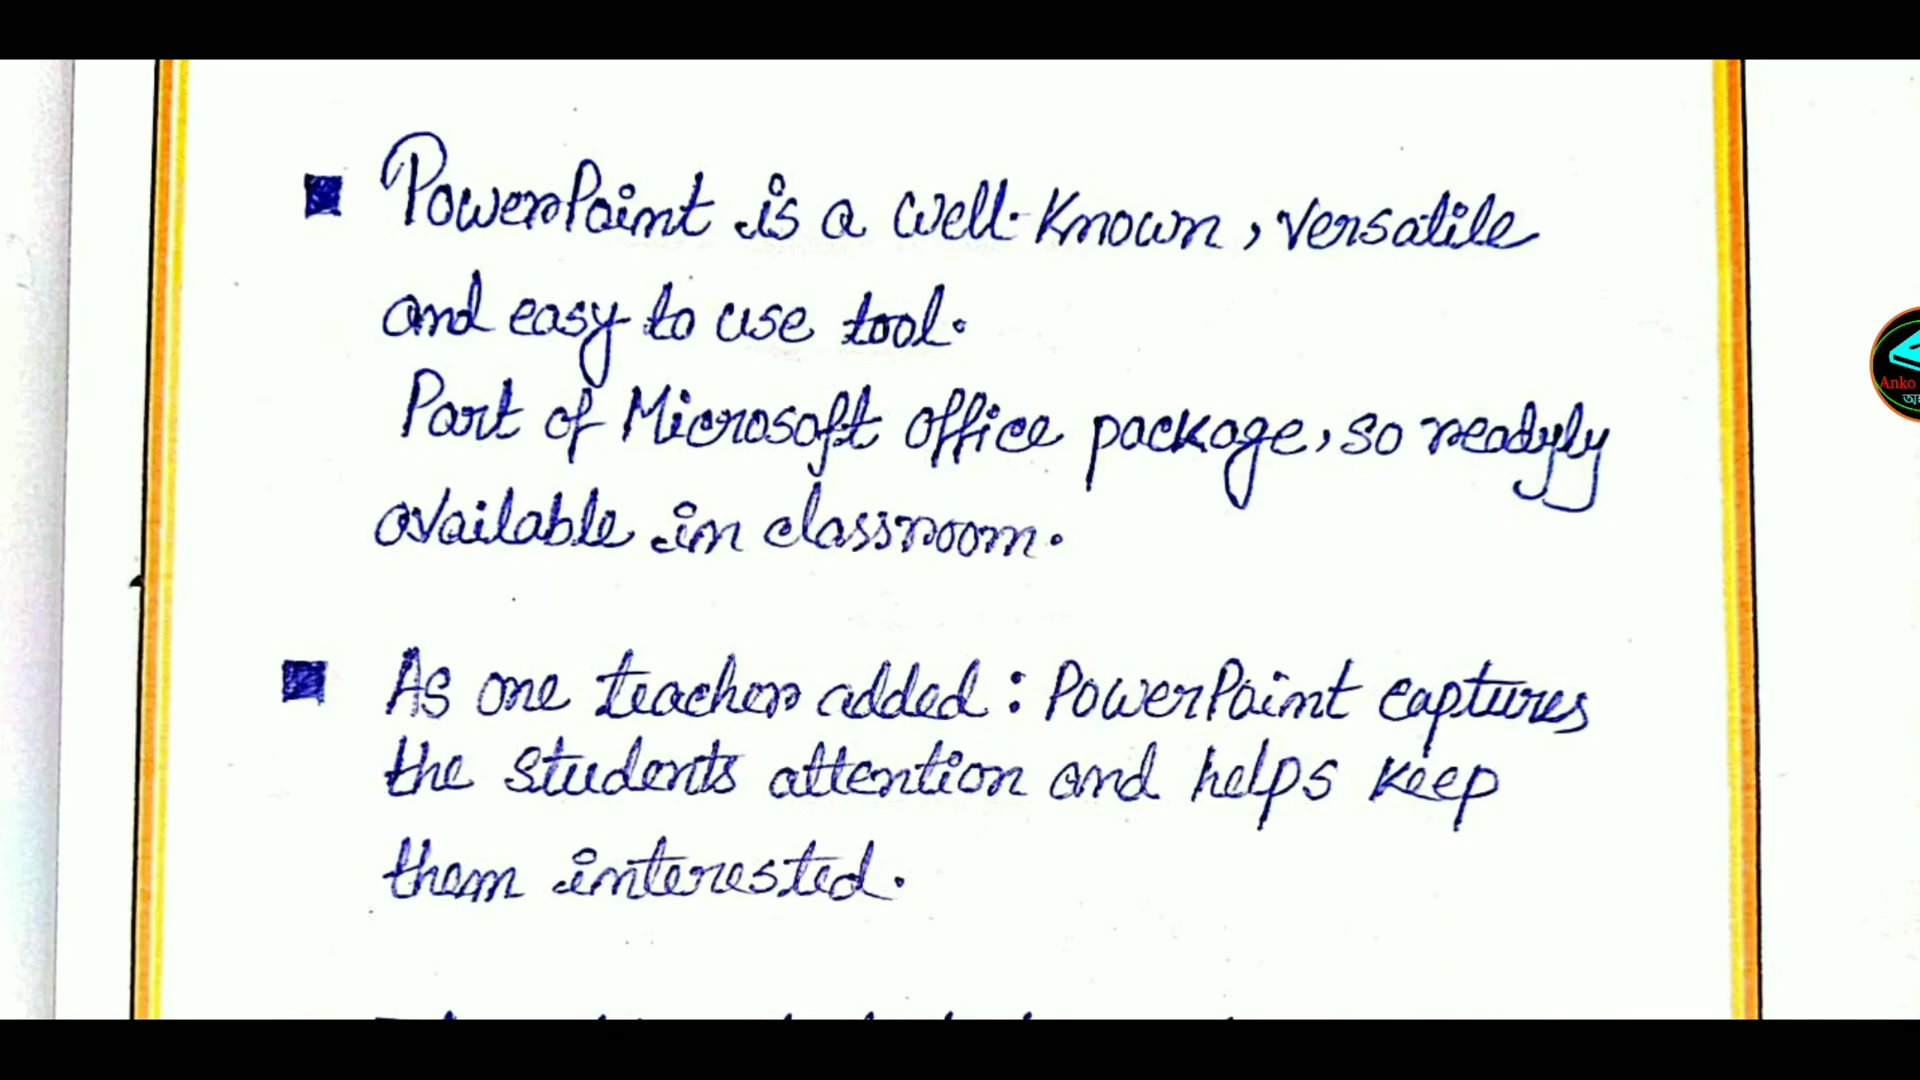 ■ PowerPoint is a well-Known, versatile
and easy to use tool.
Part of Microsoft office package, so readyly
available in classroom.
■ As one teacher added: PowerPoint captures
the students attention and helps keep
them interested.
Anko